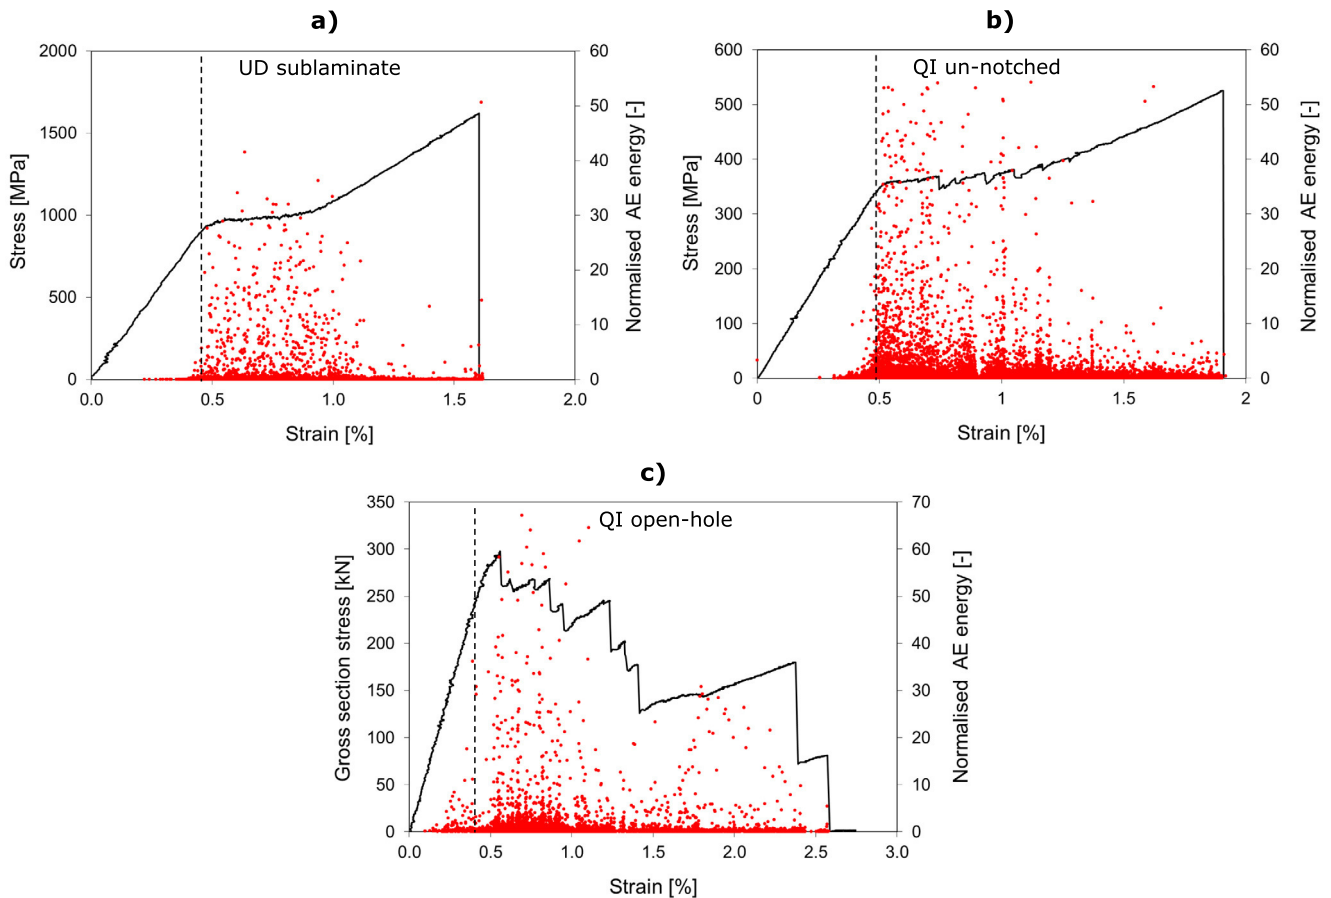 a)
UD sublaminate
Stress [MPa]
2000
1500
1000
500
0
60
50
40
30
20
10
0
Normalised AE energy [-]
0.0 0.5 1.0 1.5 2.0
Strain [%]
b)
QI un-notched
Stress [MPa]
600
500
400
300
200
100
0
60
50
40
30
20
10
0
Normalised AE energy [-]
0 0.5 1 1.5 2
Strain [%]
c)
QI open-hole
Gross section stress [kN]
350
300
250
200
150
100
50
0
70
60
50
40
30
20
10
0
Normalised AE energy [-]
0.0 0.5 1.0 1.5 2.0 2.5 3.0
Strain [%]